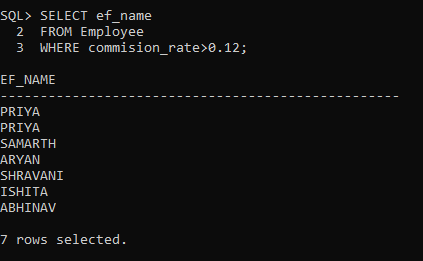 SQL> SELECT ef_name
  2  FROM Employee
  3  WHERE commision_rate>0.12;
EF_NAME
--------------------------------------------------
PRIYA
PRIYA
SAMARTH
ARYAN
SHRAVANI
ISHITA
ABHINAV
7 rows selected.